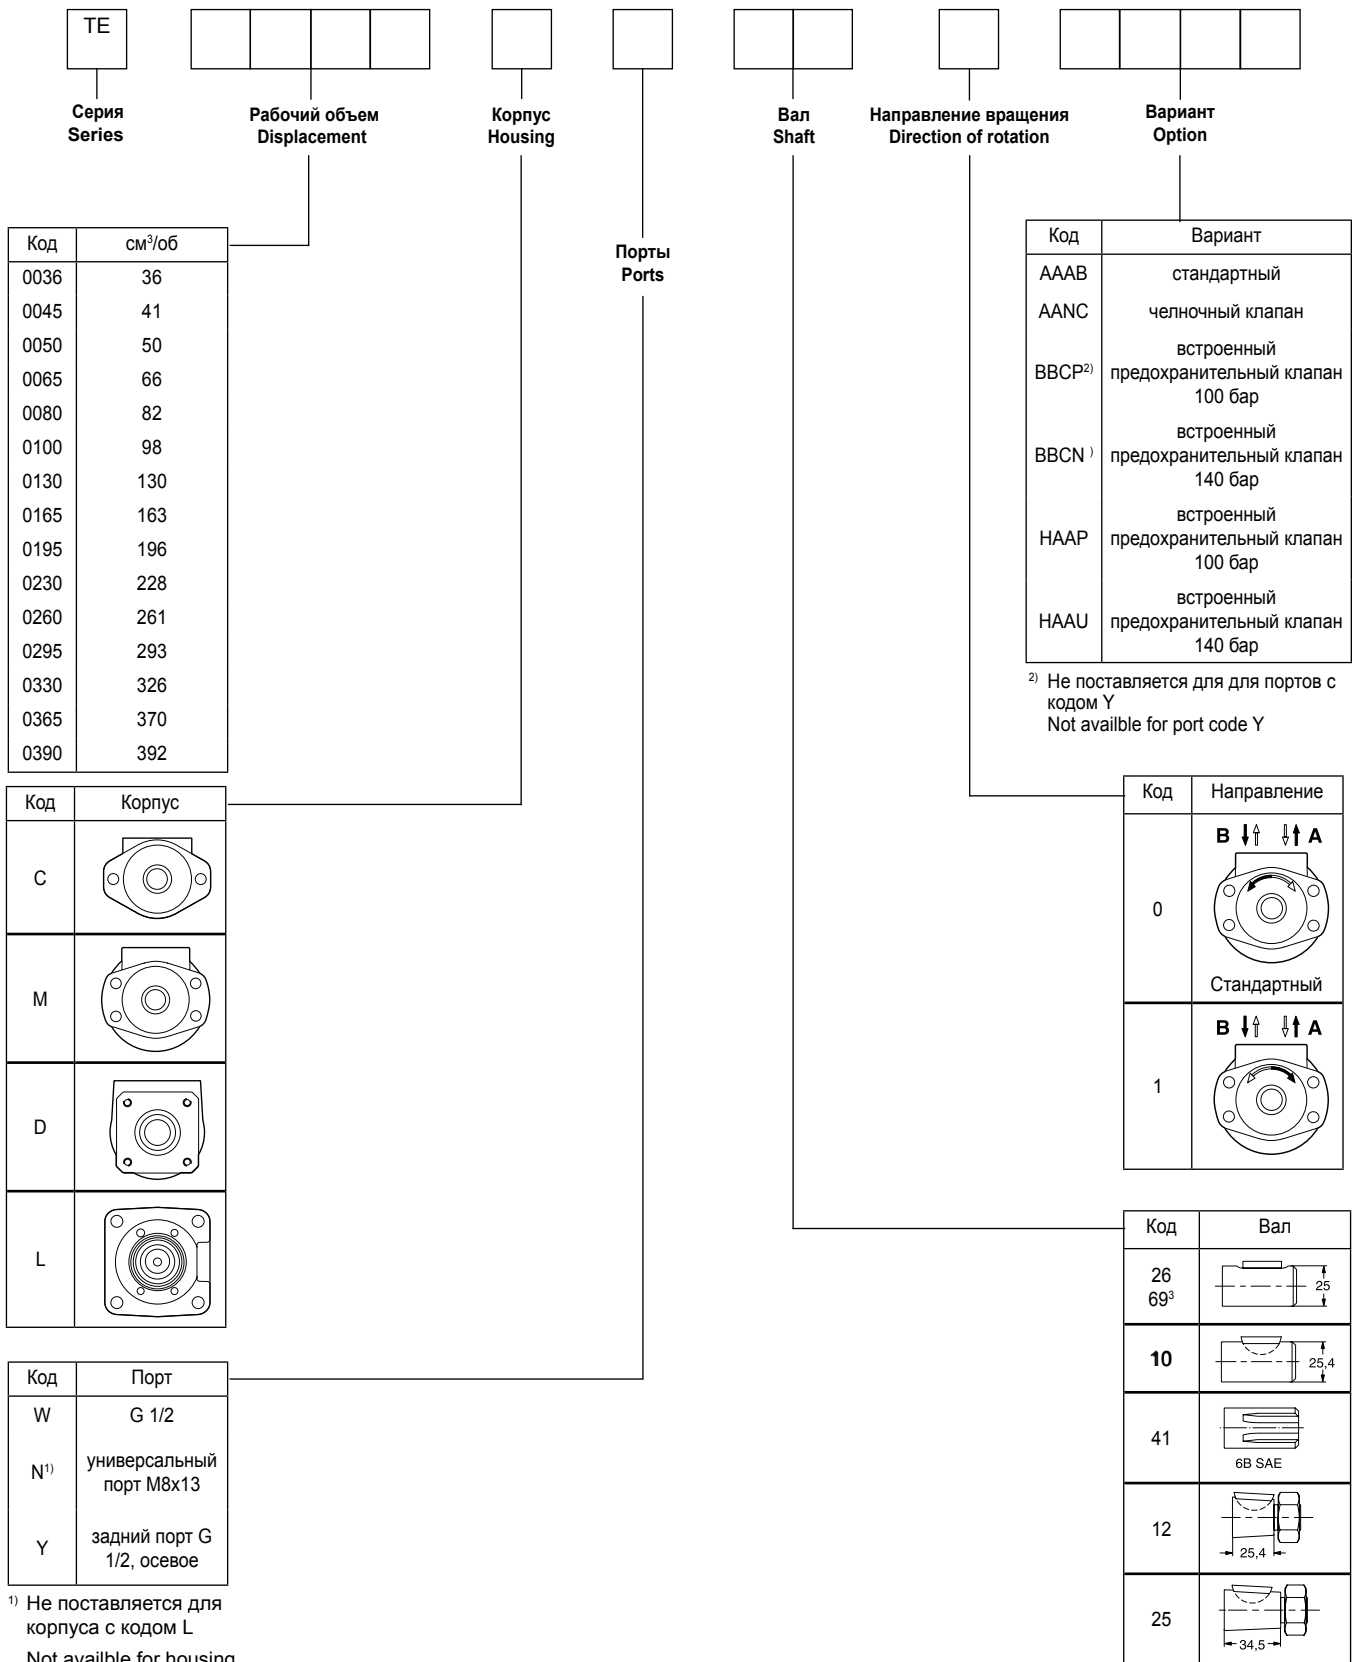 TE
Серия
Series
Рабочий объем
Displacement
Корпус
Housing
Вал
Shaft
Направление вращения
Direction of rotation
Вариант
Option
Порты
Ports
Код см³/об
0036 36
0045 41
0050 50
0065 66
0080 82
0100 98
0130 130
0165 163
0195 196
0230 228
0260 261
0295 293
0330 326
0365 370
0390 392
Код Корпус
C
M
D
L
Код Порт
W G 1/2
N¹⁾ универсальный
порт M8x13
Y задний порт G
1/2, осевое
¹⁾ Не поставляется для
корпуса с кодом L
Not availble for housing
Код Вариант
AAAB стандартный
AANC челночный клапан
BBCP²⁾ встроенный
предохранительный клапан
100 бар
BBCN ⁾ встроенный
предохранительный клапан
140 бар
HAAP встроенный
предохранительный клапан
100 бар
HAAU встроенный
предохранительный клапан
140 бар
²⁾ Не поставляется для для портов с
кодом Y
Not availble for port code Y
Код Направление
0 B A
Стандартный
1 B A
Код Вал
26
69³ 25
10 25,4
41 6B SAE
12 25,4
25 34,5